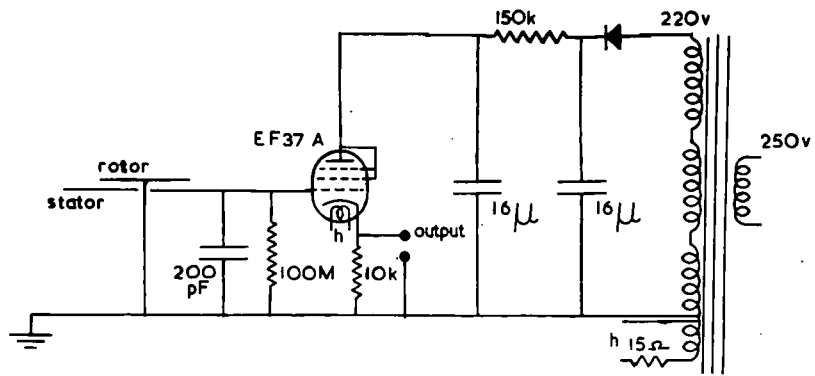 150k
220v
EF37 A
250v
rotor
stator
16μ
16μ
h
output
200
pF
100M
10k
h
15Ω